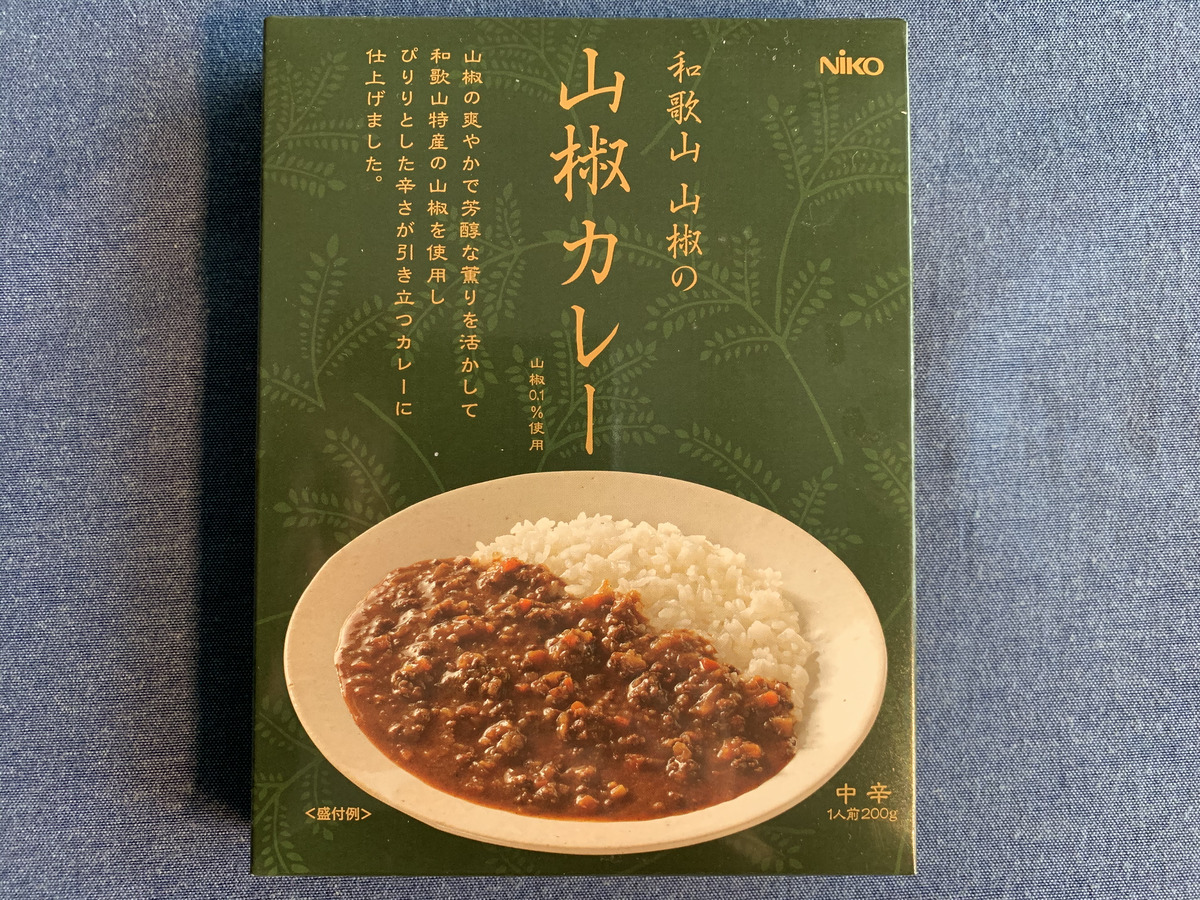 NiKO
和歌山 山椒の
山椒カレー
山椒0.1%使用
山椒の爽やかで芳醇な薫りを活かして
和歌山特産の山椒を使用し
ぴりりとした辛さが引き立つカレーに
仕上げました。
<盛付例>
中辛
1人前200g